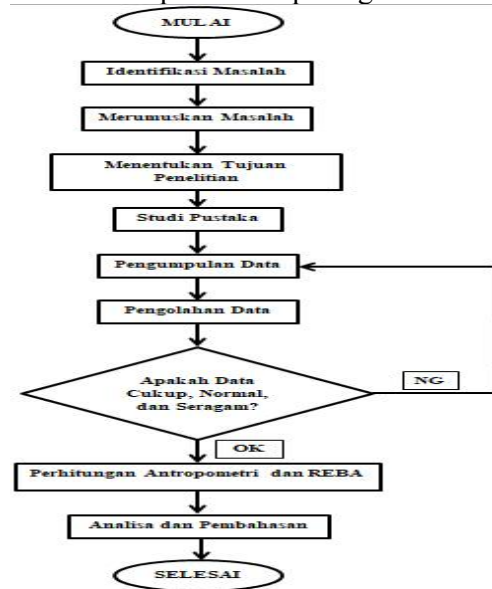 MULAI
Identifikasi Masalah
Merumuskan Masalah
Menentukan Tujuan
Penelitian
Studi Pustaka
Pengumpulan Data
Pengolahan Data
Apakah Data
Cukup, Normal,
dan Seragam?
NG
OK
Perhitungan Antropometri dan REBA
Analisa dan Pembahasan
SELESAI